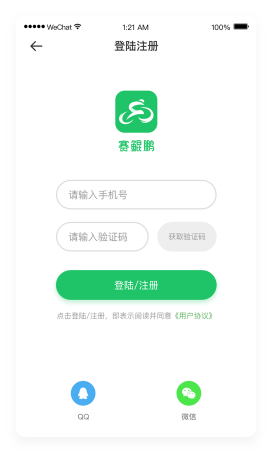 WeChat 1:21 AM 100%
登陆注册
赛鲲鹏
请输入手机号
请输入验证码 获取验证码
登陆/注册
点击登陆/注册，即表示阅读并同意《用户协议》
QQ 微信